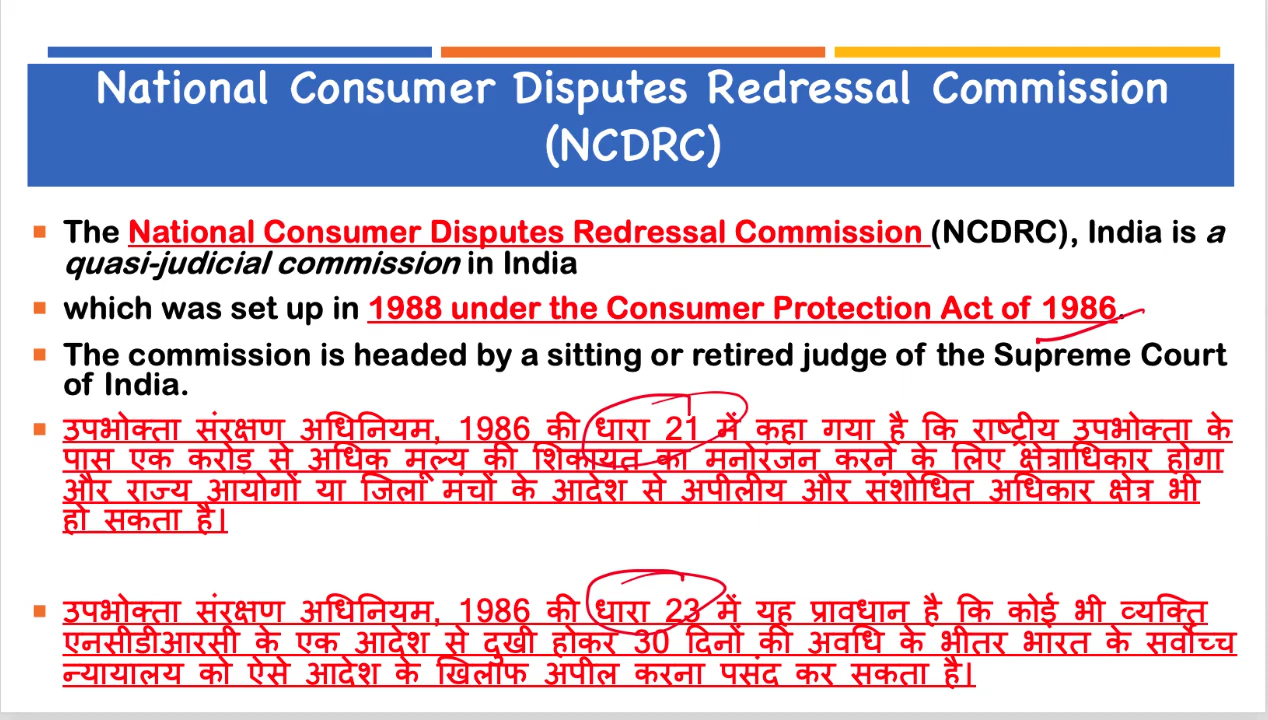 National Consumer Disputes Redressal Commission
(NCDRC)
The National Consumer Disputes Redressal Commission (NCDRC), India is a
quasi-judicial commission in India
which was set up in 1988 under the Consumer Protection Act of 1986.
The commission is headed by a sitting or retired judge of the Supreme Court
of India.
उपभोक्ता संरक्षण अधिनियम, 1986 की धारा 21 में कहा गया है कि राष्ट्रीय उपभोक्ता के
पास एक करोड़ से अधिक मूल्य की शिकायत का मनोरंजन करने के लिए क्षेत्राधिकार होगा
और राज्य आयोगों या जिला मंचों के आदेश से अपीलीय और संशोधित अधिकार क्षेत्र भी
हो सकता है।
उपभोक्ता संरक्षण अधिनियम, 1986 की धारा 23 में यह प्रावधान है कि कोई भी व्यक्ति
एनसीडीआरसी के एक आदेश से दुखी होकर 30 दिनों की अवधि के भीतर भारत के सर्वोच्च
न्यायालय को ऐसे आदेश के खिलाफ अपील करना पसंद कर सकता है।